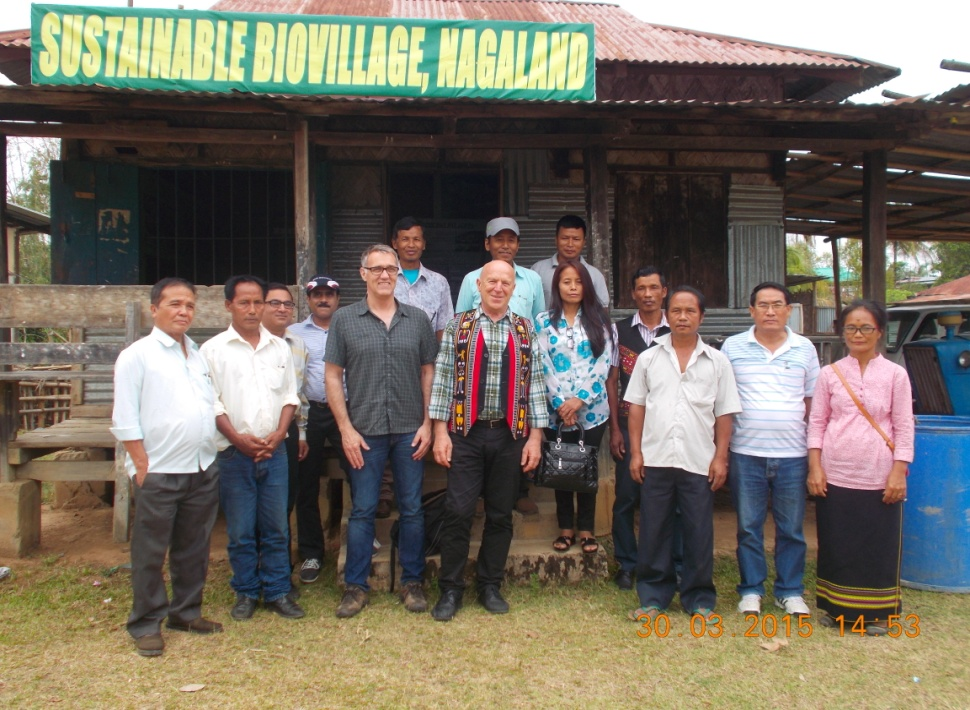 SUSTAINABLE BIOVILLAGE, NAGALAND
30.03.2015 14:53